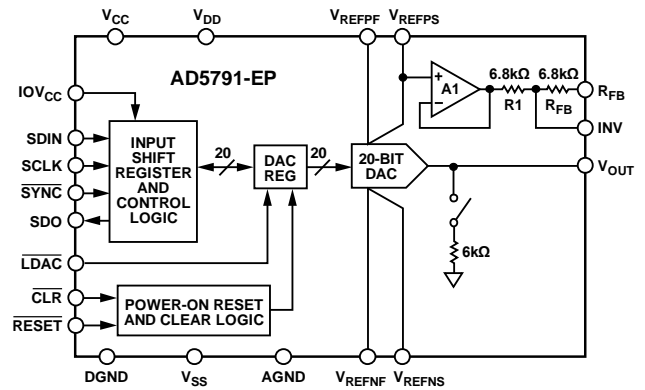 VCC
VDD
VREFPF
VREFPS
AD5791-EP
IOVCC
6.8kΩ
6.8kΩ
A1
R1
RFB
RFB
INV
SDIN
SCLK
SYNC
SDO
INPUT
SHIFT
REGISTER
AND
CONTROL
LOGIC
20
DAC
REG
20
20-BIT
DAC
VOUT
6kΩ
LDAC
CLR
RESET
POWER-ON RESET
AND CLEAR LOGIC
DGND
VSS
AGND
VREFNF
VREFNS